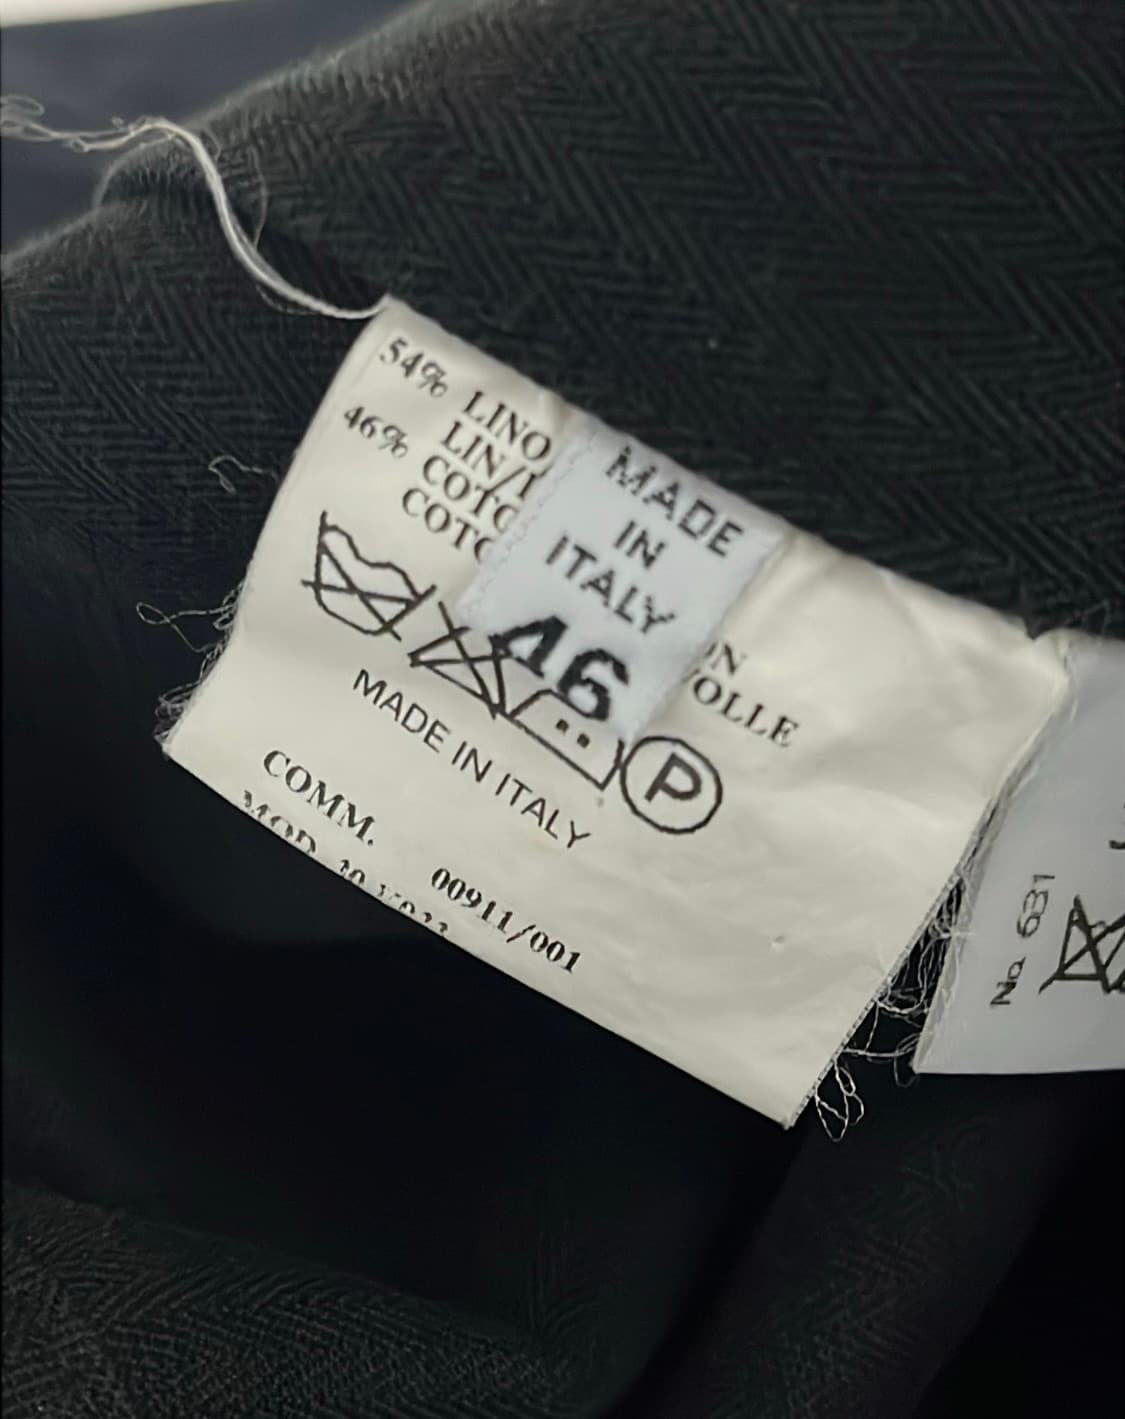 54% LINO
LIN/
46% COTO
COTO
MADE
IN
ITALY
46
ON
OLLE
P
MADE IN ITALY
COMM. 00911/001
MOD.
No 631